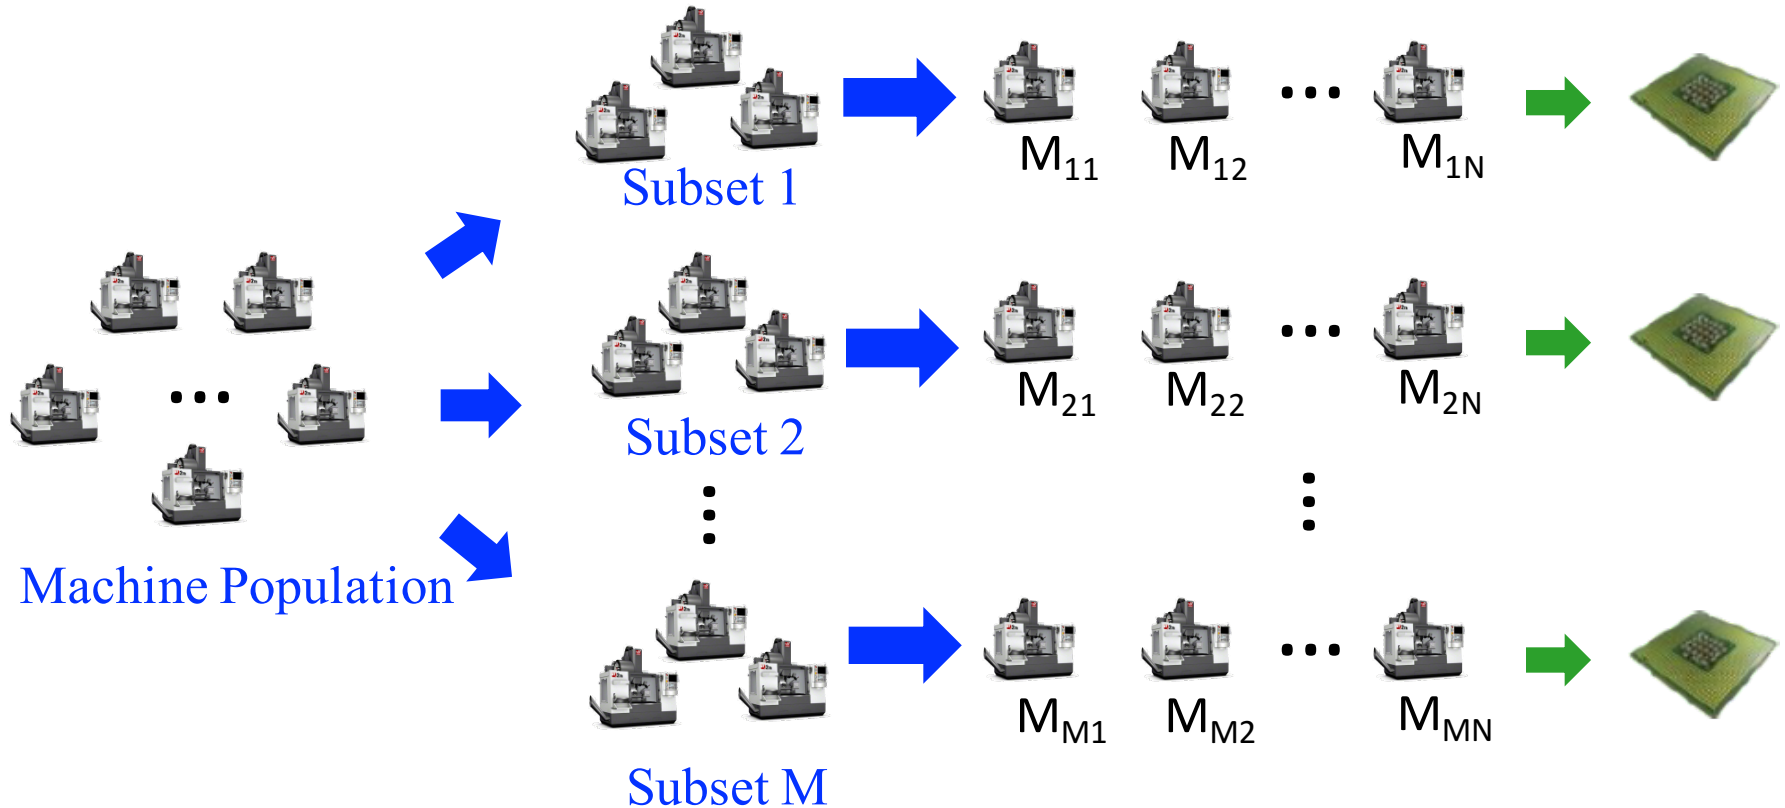 M11 M12 ... M1N
Subset 1
M21 M22 ... M2N
Subset 2
Machine Population
MM1 MM2 ... MMN
Subset M